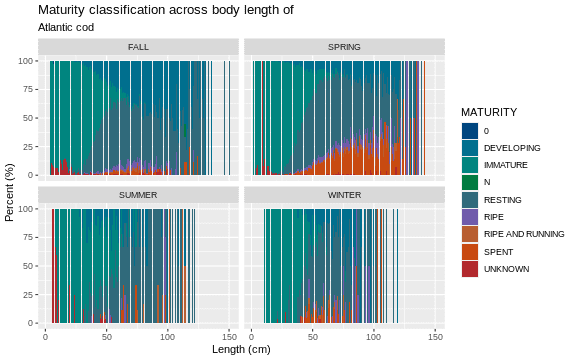 Maturity classification across body length of
Atlantic cod
FALL
SPRING
100
75
50
25
0
SUMMER
WINTER
100
75
50
25
0
0
50
100
150
0
50
100
150
Percent (%)
Length (cm)
MATURITY
0
DEVELOPING
IMMATURE
N
RESTING
RIPE
RIPE AND RUNNING
SPENT
UNKNOWN